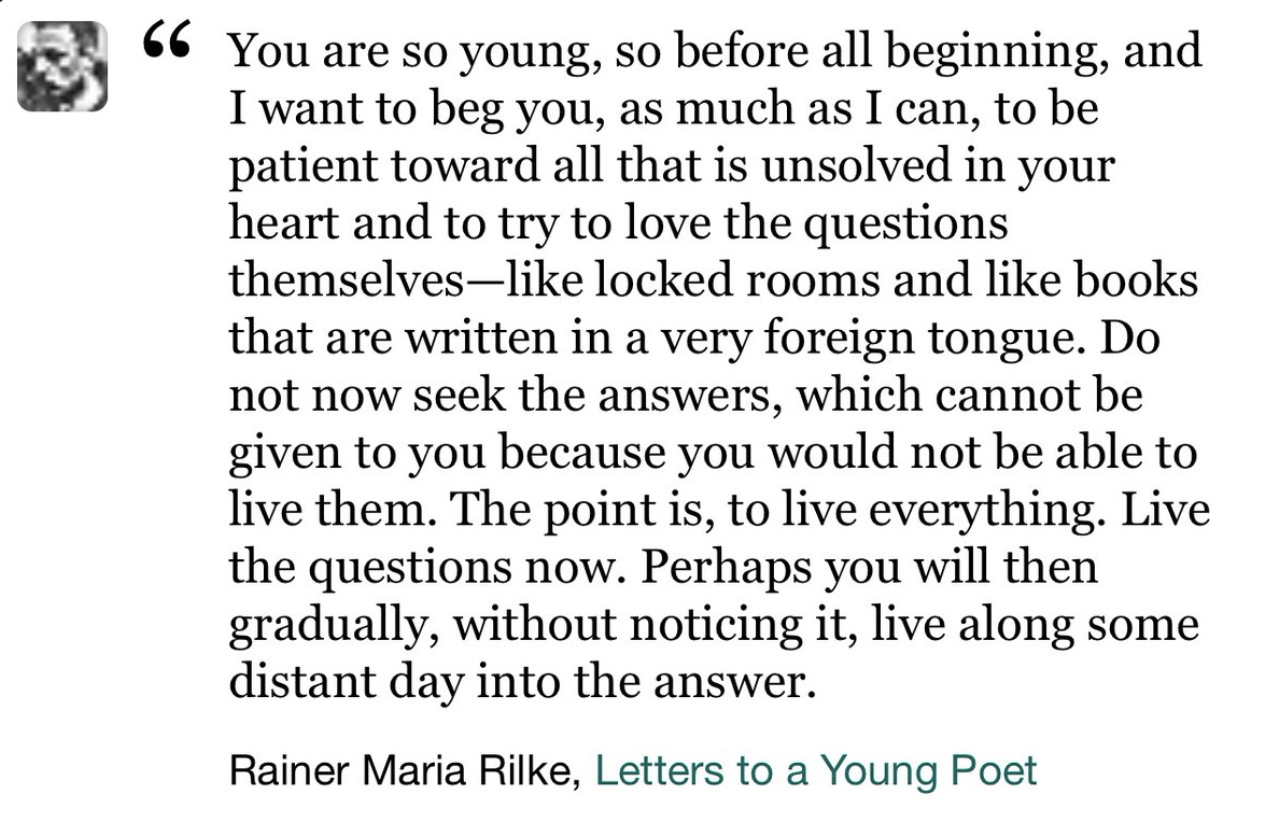 “ You are so young, so before all beginning, and
I want to beg you, as much as I can, to be
patient toward all that is unsolved in your
heart and to try to love the questions
themselves—like locked rooms and like books
that are written in a very foreign tongue. Do
not now seek the answers, which cannot be
given to you because you would not be able to
live them. The point is, to live everything. Live
the questions now. Perhaps you will then
gradually, without noticing it, live along some
distant day into the answer.
Rainer Maria Rilke, Letters to a Young Poet